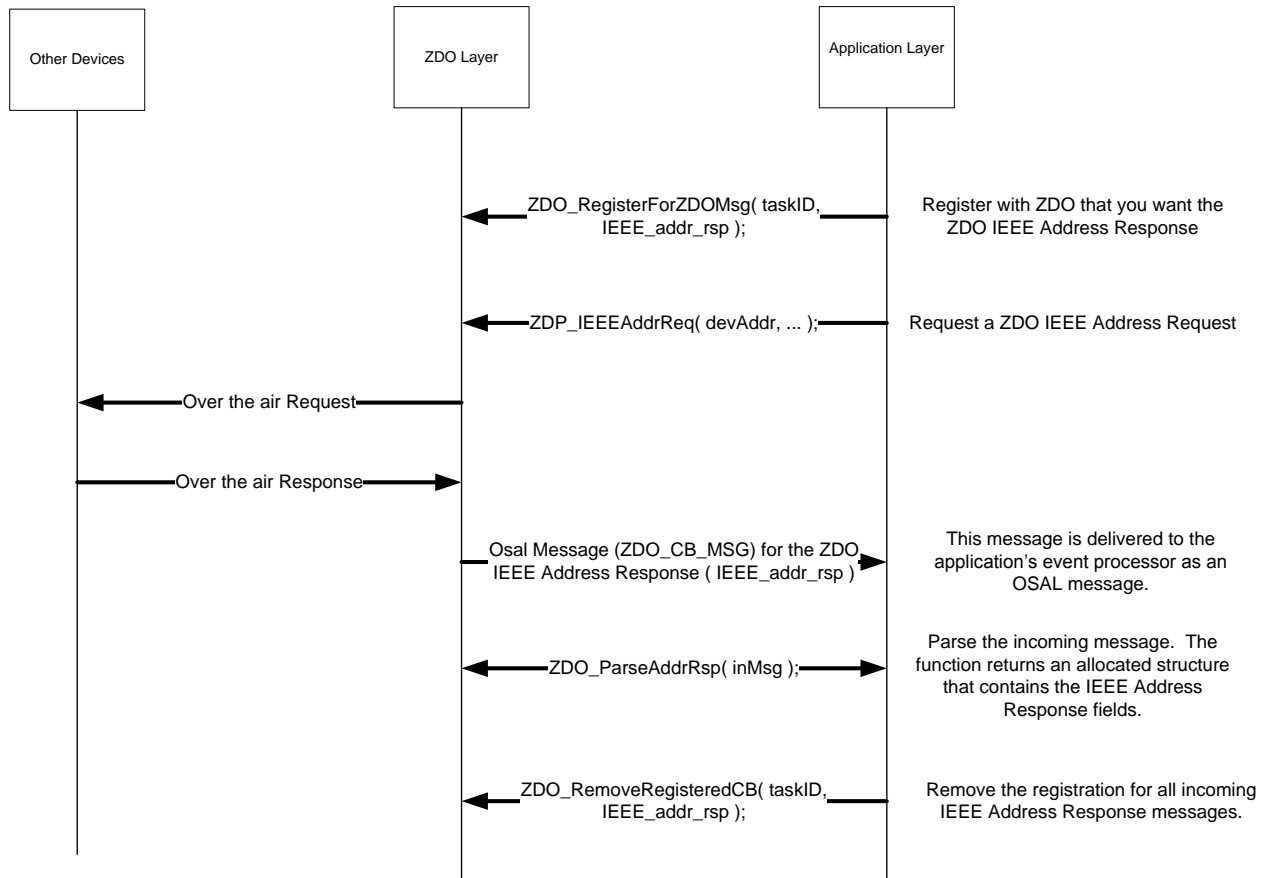 Other Devices
ZDO Layer
Application Layer
ZDO_RegisterForZDOMsg( taskID,
IEEE_addr_rsp );
Register with ZDO that you want the
ZDO IEEE Address Response
ZDP_IEEEAddrReq( devAddr, ... );
Request a ZDO IEEE Address Request
Over the air Request
Over the air Response
Osal Message (ZDO_CB_MSG) for the ZDO
IEEE Address Response ( IEEE_addr_rsp )
This message is delivered to the
application’s event processor as an
OSAL message.
ZDO_ParseAddrRsp( inMsg );
Parse the incoming message.  The
function returns an allocated structure
that contains the IEEE Address
Response fields.
ZDO_RemoveRegisteredCB( taskID,
IEEE_addr_rsp );
Remove the registration for all incoming
IEEE Address Response messages.